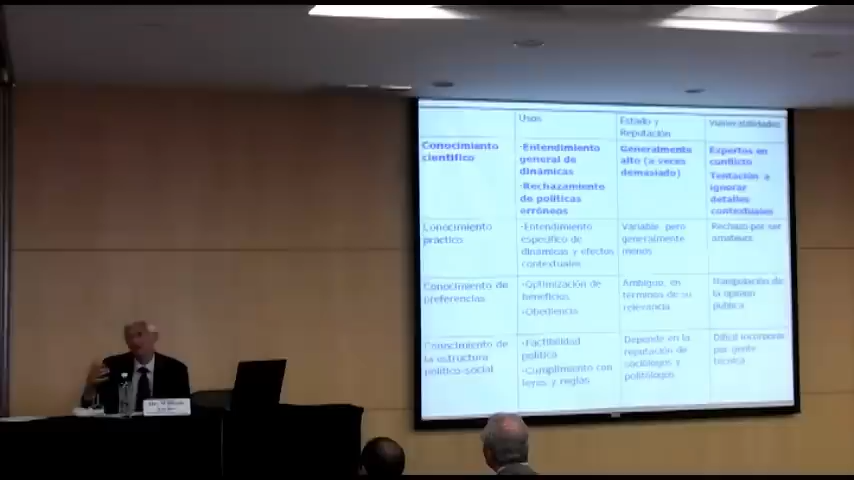 Usos
Estado y
Reputación
Vulnerabilidades
Conocimiento
científico
·Entendimiento
general de
dinámicas
·Rechazamiento
de políticas
erróneos
Generalmente
alto (a veces
demasiado)
Expertos en
conflicto
Tentación a
ignorar
detalles
contextuales
Conocimiento
práctico
·Entendimiento
específico de
dinámicas y efectos
contextuales
Variable pero
generalmente
menos
Rechazo por ser
amateurs
Conocimiento de
preferencias
·Optimización de
beneficios
·Obediencia
Ambiguo, en
términos de su
relevancia
Manipulación de
la opinión
pública
Conocimiento de
la estructura
político-social
·Factibilidad
política
·Cumplimiento con
leyes y reglas
Depende en la
reputación de
sociólogos y
politólogos
Difícil incorporar
por gente
técnica